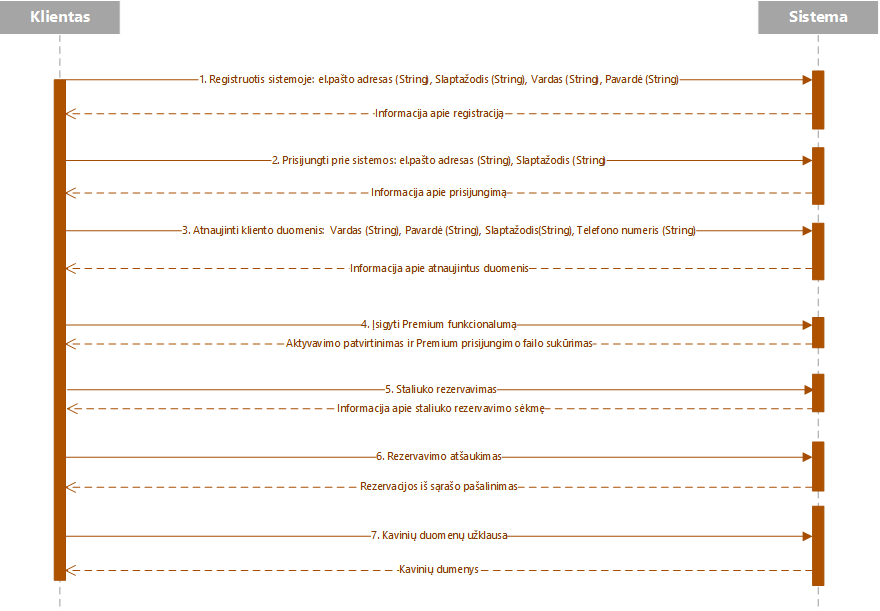 Klientas
Sistema
1. Registruotis sistemoje: el.pašto adresas (String), Slaptažodis (String), Vardas (String), Pavardė (String)
Informacija apie registraciją
2. Prisijungti prie sistemos: el.pašto adresas (String), Slaptažodis (String)
Informacija apie prisijungimą
3. Atnaujinti kliento duomenis: Vardas (String), Pavardė (String), Slaptažodis(String), Telefono numeris (String)
Informacija apie atnaujintus duomenis
4. Įsigyti Premium funkcionalumą
Aktyvavimo patvirtinimas ir Premium prisijungimo failo sukūrimas
5. Staliuko rezervavimas
Informacija apie staliuko rezervavimo sėkmę
6. Rezervavimo atšaukimas
Rezervacijos iš sąrašo pašalinimas
7. Kavinių duomenų užklausa
Kavinių dumenys